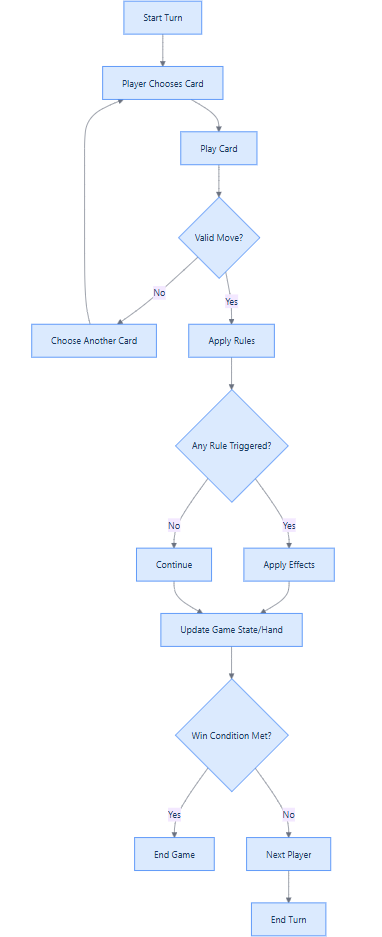 Start Turn
Player Chooses Card
Play Card
Valid Move?
No
Yes
Choose Another Card
Apply Rules
Any Rule Triggered?
No
Yes
Continue
Apply Effects
Update Game State/Hand
Win Condition Met?
Yes
No
End Game
Next Player
End Turn